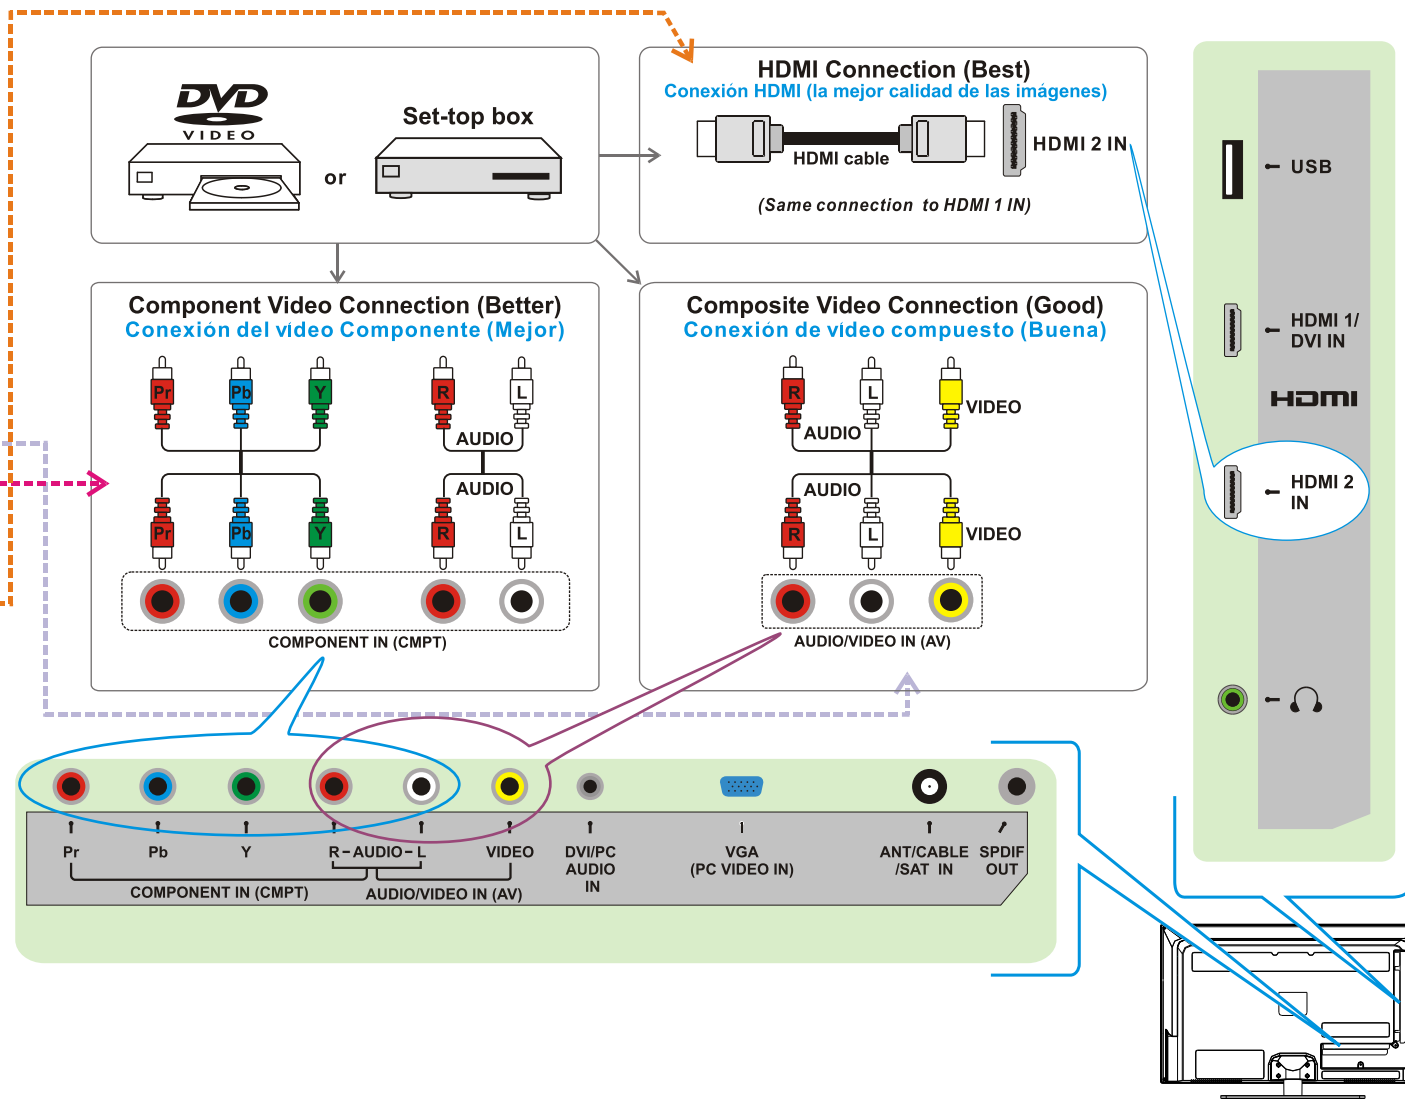 DVD
VIDEO
Set-top box
or
HDMI Connection (Best)
Conexión HDMI (la mejor calidad de las imágenes)
HDMI cable
HDMI 2 IN
(Same connection to HDMI 1 IN)
Component Video Connection (Better)
Conexión del vídeo Componente (Mejor)
Pr Pb Y R L
AUDIO
AUDIO
Pr Pb Y R L
COMPONENT IN (CMPT)
Composite Video Connection (Good)
Conexión de vídeo compuesto (Buena)
R L VIDEO
AUDIO
AUDIO
R L VIDEO
AUDIO/VIDEO IN (AV)
USB
HDMI 1/
DVI IN
HDMI
HDMI 2
IN
Pr Pb Y R-AUDIO-L VIDEO
COMPONENT IN (CMPT)
AUDIO/VIDEO IN (AV)
DVI/PC
AUDIO
IN
VGA
(PC VIDEO IN)
ANT/CABLE
/SAT IN
SPDIF
OUT